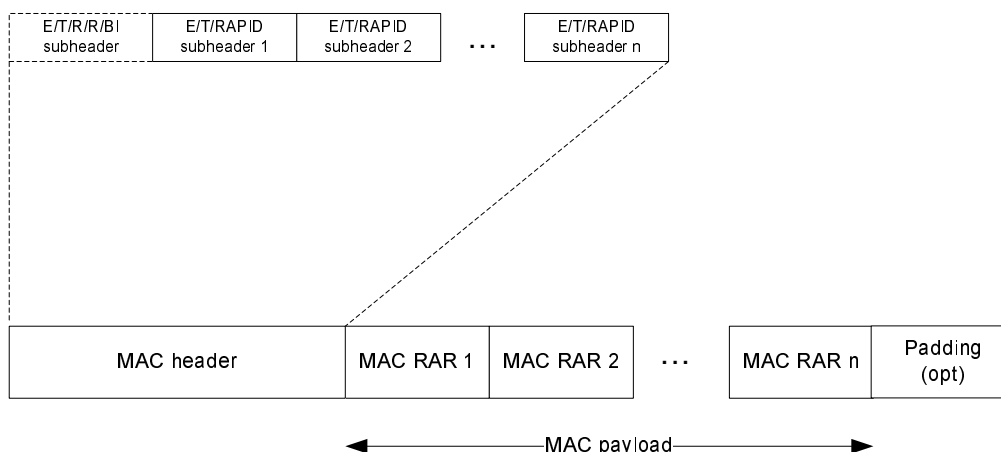 E/T/R/R/BI
subheader
E/T/RAPID
subheader 1
E/T/RAPID
subheader 2
...
E/T/RAPID
subheader n
MAC header
MAC RAR 1
MAC RAR 2
...
MAC RAR n
Padding
(opt)
MAC payload